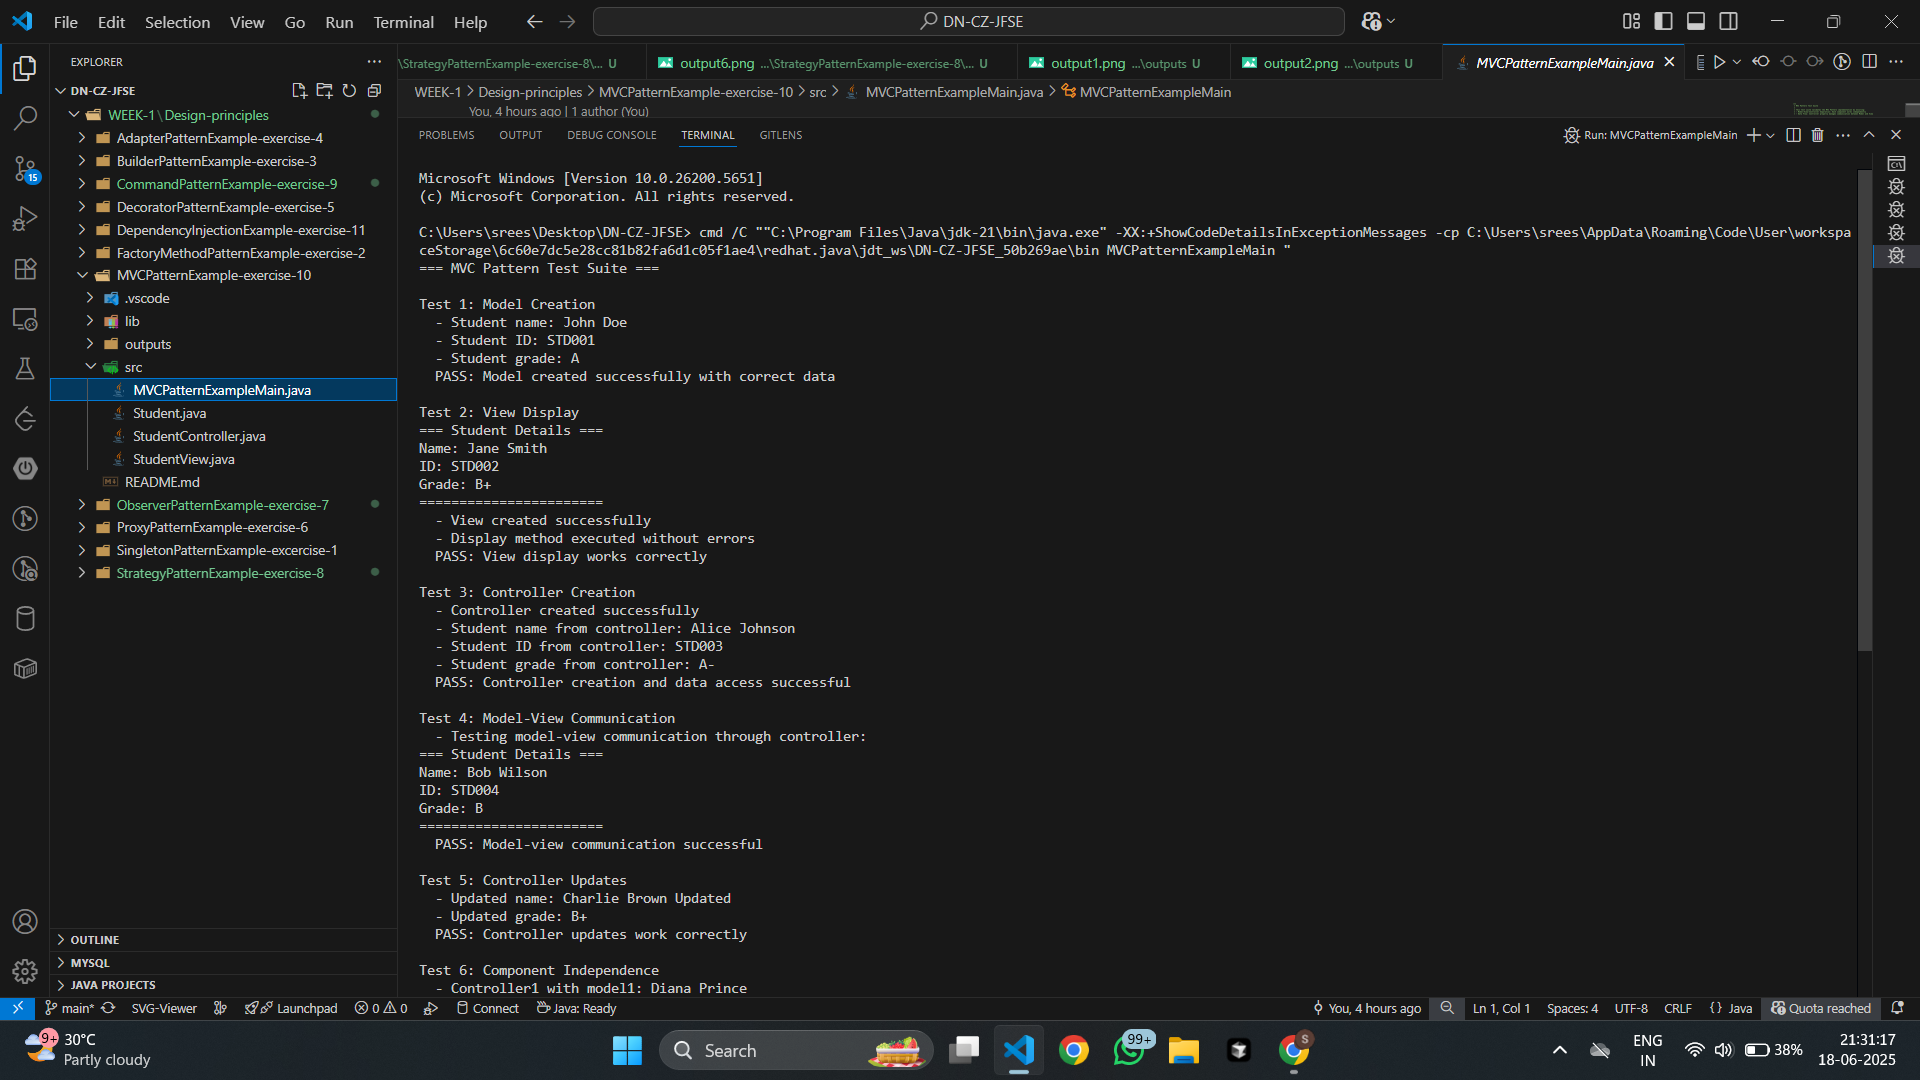 File Edit Selection View Go Run Terminal Help
DN-CZ-JFSE
EXPLORER
\StrategyPatternExample-exercise-8\... U
output6.png ...\StrategyPatternExample-exercise-8\... U
output1.png ...\outputs U
output2.png ...\outputs U
MVCPatternExampleMain.java
DN-CZ-JFSE
WEEK-1 > Design-principles > MVCPatternExample-exercise-10 > src > MVCPatternExampleMain.java > MVCPatternExampleMain
You, 4 hours ago | 1 author (You)
WEEK-1 \ Design-principles
AdapterPatternExample-exercise-4
BuilderPatternExample-exercise-3
CommandPatternExample-exercise-9
DecoratorPatternExample-exercise-5
DependencyInjectionExample-exercise-11
FactoryMethodPatternExample-exercise-2
MVCPatternExample-exercise-10
.vscode
lib
outputs
src
MVCPatternExampleMain.java
Student.java
StudentController.java
StudentView.java
README.md
ObserverPatternExample-exercise-7
ProxyPatternExample-exercise-6
SingletonPatternExample-excercise-1
StrategyPatternExample-exercise-8
OUTLINE
MYSQL
JAVA PROJECTS
15
PROBLEMS OUTPUT DEBUG CONSOLE TERMINAL GITLENS
Run: MVCPatternExampleMain
Microsoft Windows [Version 10.0.26200.5651]
(c) Microsoft Corporation. All rights reserved.
C:\Users\srees\Desktop\DN-CZ-JFSE> cmd /C ""C:\Program Files\Java\jdk-21\bin\java.exe" -XX:+ShowCodeDetailsInExceptionMessages -cp C:\Users\srees\AppData\Roaming\Code\User\workspa
ceStorage\6c60e7dc5e28cc81b82fa6d1c05f1ae4\redhat.java\jdt_ws\DN-CZ-JFSE_50b269ae\bin MVCPatternExampleMain "
=== MVC Pattern Test Suite ===
Test 1: Model Creation
- Student name: John Doe
- Student ID: STD001
- Student grade: A
PASS: Model created successfully with correct data
Test 2: View Display
=== Student Details ===
Name: Jane Smith
ID: STD002
Grade: B+
=======================
- View created successfully
- Display method executed without errors
PASS: View display works correctly
Test 3: Controller Creation
- Controller created successfully
- Student name from controller: Alice Johnson
- Student ID from controller: STD003
- Student grade from controller: A-
PASS: Controller creation and data access successful
Test 4: Model-View Communication
- Testing model-view communication through controller:
=== Student Details ===
Name: Bob Wilson
ID: STD004
Grade: B
=======================
PASS: Model-view communication successful
Test 5: Controller Updates
- Updated name: Charlie Brown Updated
- Updated grade: B+
PASS: Controller updates work correctly
Test 6: Component Independence
- Controller1 with model1: Diana Prince
main* SVG-Viewer Launchpad 0 0 Connect Java: Ready
You, 4 hours ago Ln 1, Col 1 Spaces: 4 UTF-8 CRLF {} Java Quota reached
9+
30°C
Partly cloudy
Search
99+
S
ENG
IN
38%
21:31:17
18-06-2025